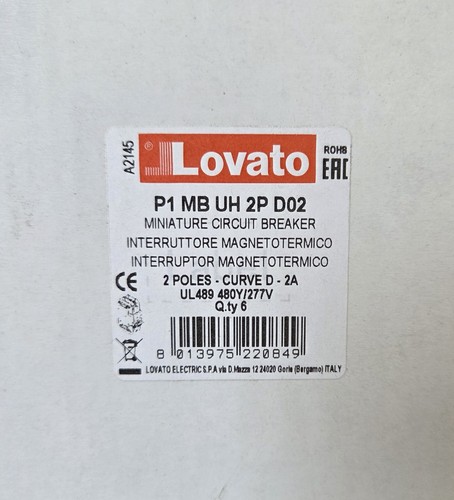 A2145
® Lovato
ROHS
EAC
P1 MB UH 2P D02
MINIATURE CIRCUIT BREAKER
INTERRUTTORE MAGNETOTERMICO
INTERRUPTOR MAGNETOTERMICO
CE
2 POLES - CURVE D - 2A
UL489 480Y/277V
Q.ty 6
8 013975 220849
LOVATO ELECTRIC S.P.A via D.Mazza 12 24020 Gorle (Bergamo) ITALY